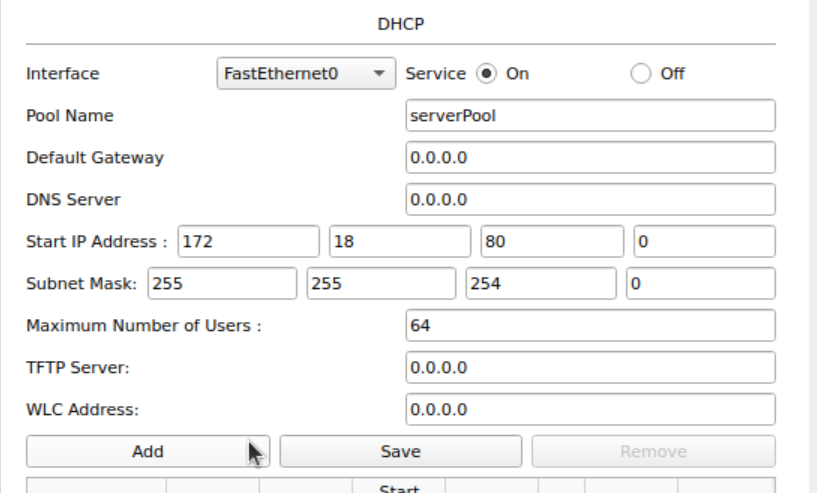 DHCP
Interface FastEthernet0 Service On Off
Pool Name serverPool
Default Gateway 0.0.0.0
DNS Server 0.0.0.0
Start IP Address : 172 18 80 0
Subnet Mask: 255 255 254 0
Maximum Number of Users : 64
TFTP Server: 0.0.0.0
WLC Address: 0.0.0.0
Add Save Remove
Start